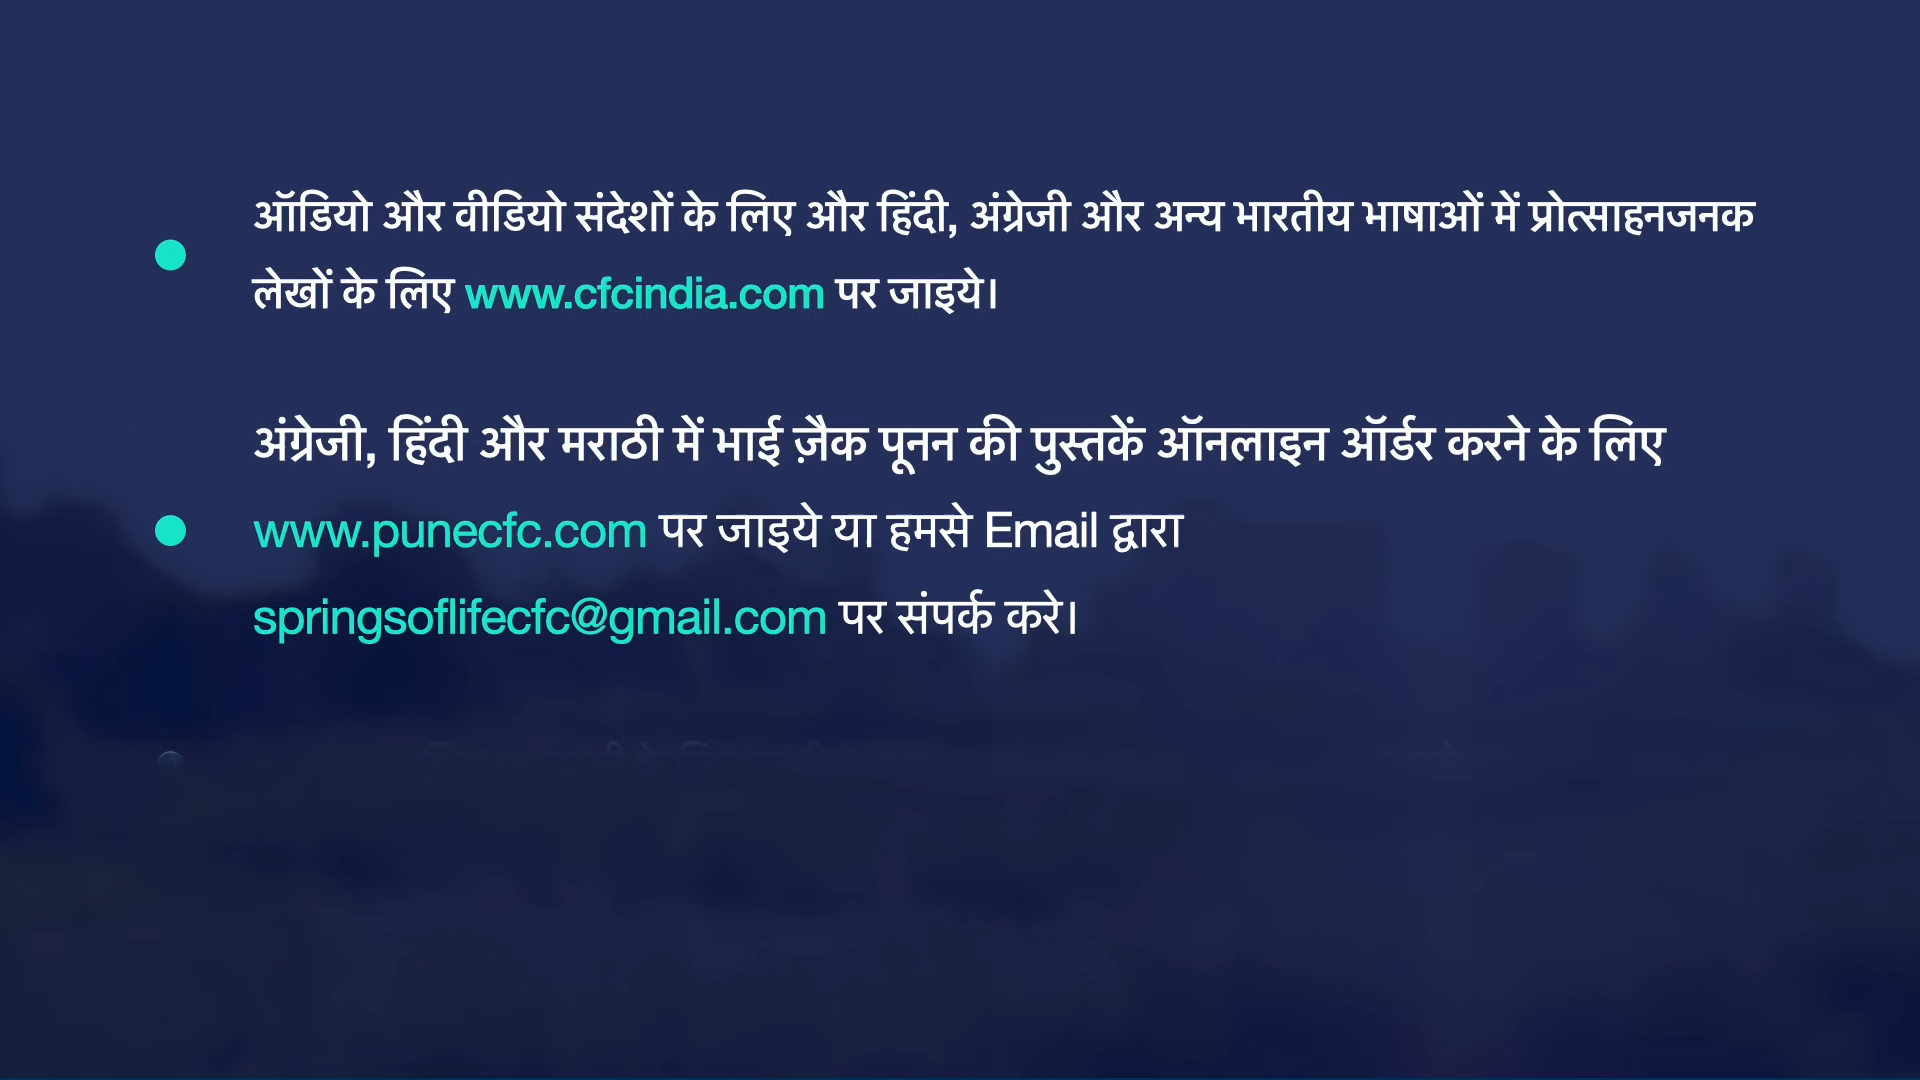 ऑडियो और वीडियो संदेशों के लिए और हिंदी, अंग्रेजी और अन्य भारतीय भाषाओं में प्रोत्साहनजनक
लेखों के लिए www.cfcindia.com पर जाइये।
अंग्रेजी, हिंदी और मराठी में भाई ज़ैक पूनन की पुस्तकें ऑनलाइन ऑर्डर करने के लिए
www.punecfc.com पर जाइये या हमसे Email द्वारा
springsoflifecfc@gmail.com पर संपर्क करे।